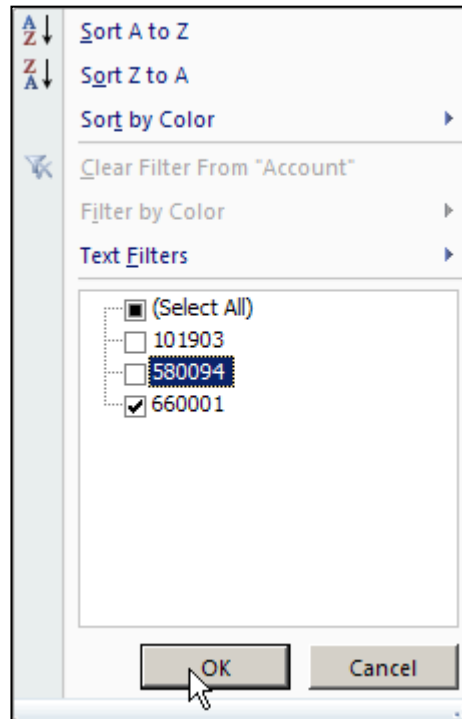 Sort A to Z
Sort Z to A
Sort by Color
Clear Filter From "Account"
Filter by Color
Text Filters
(Select All)
101903
580094
660001
OK Cancel